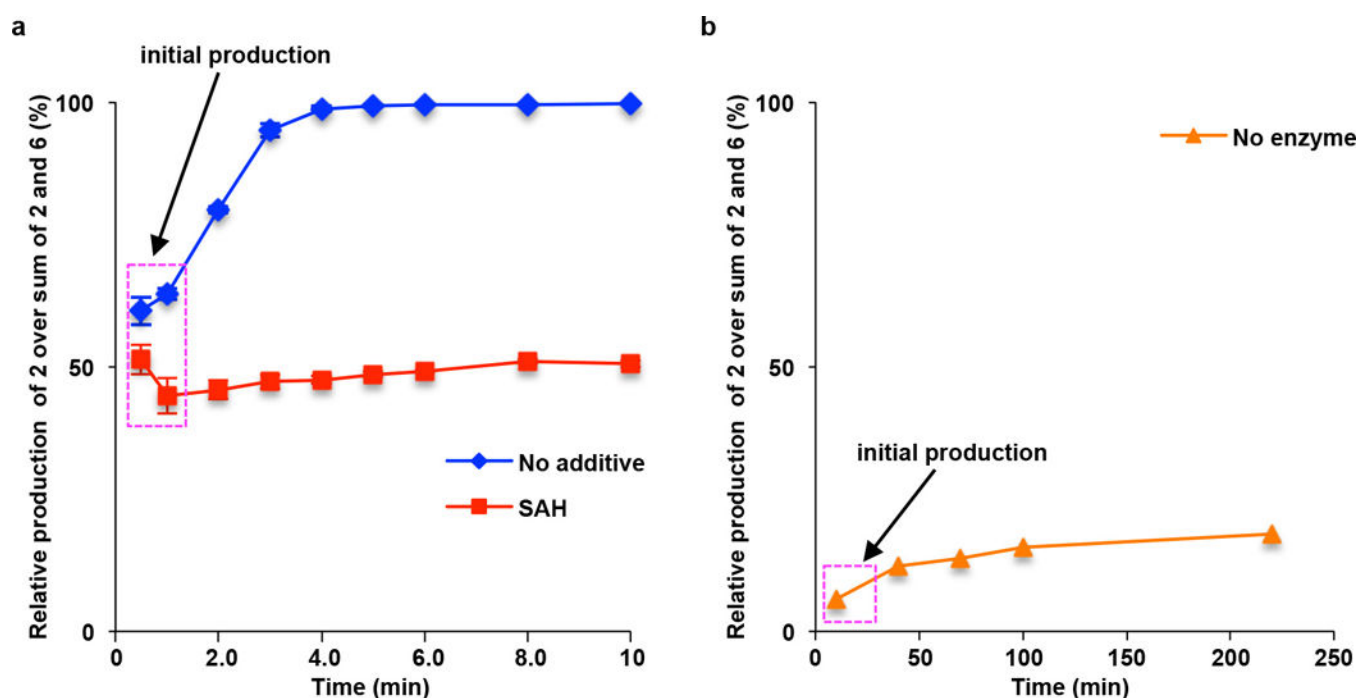 a
initial production
Relative production of 2 over sum of 2 and 6 (%)
100
50
0
No additive
SAH
0 2.0 4.0 6.0 8.0 10
Time (min)
b
No enzyme
initial production
Relative production of 2 over sum of 2 and 6 (%)
100
50
0
0 50 100 150 200 250
Time (min)